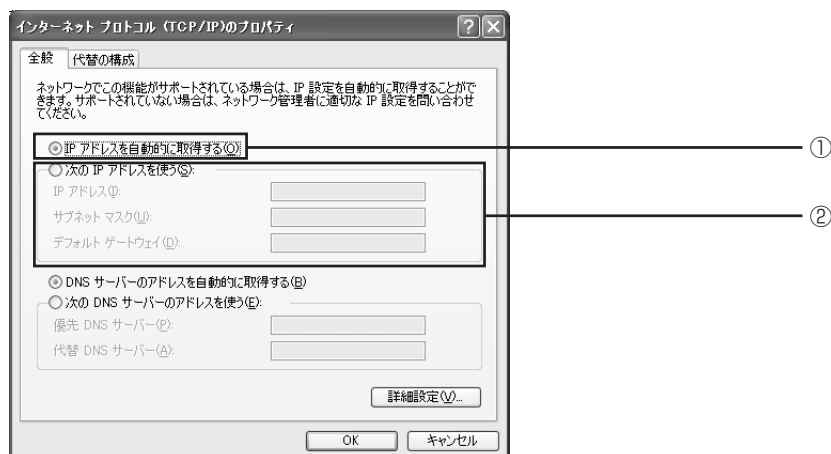 インターネット プロトコル (TCP/IP)のプロパティ
全般 代替の構成
ネットワークでこの機能がサポートされている場合は、IP 設定を自動的に取得することがで
きます。サポートされていない場合は、ネットワーク管理者に適切な IP 設定を問い合わせ
てください。
IP アドレスを自動的に取得する(O)
①
次の IP アドレスを使う(S):
IP アドレス(I):
サブネット マスク(U):
②
デフォルト ゲートウェイ(D):
DNS サーバーのアドレスを自動的に取得する(B)
次の DNS サーバーのアドレスを使う(E):
優先 DNS サーバー(P):
代替 DNS サーバー(A):
詳細設定(V)...
OK キャンセル